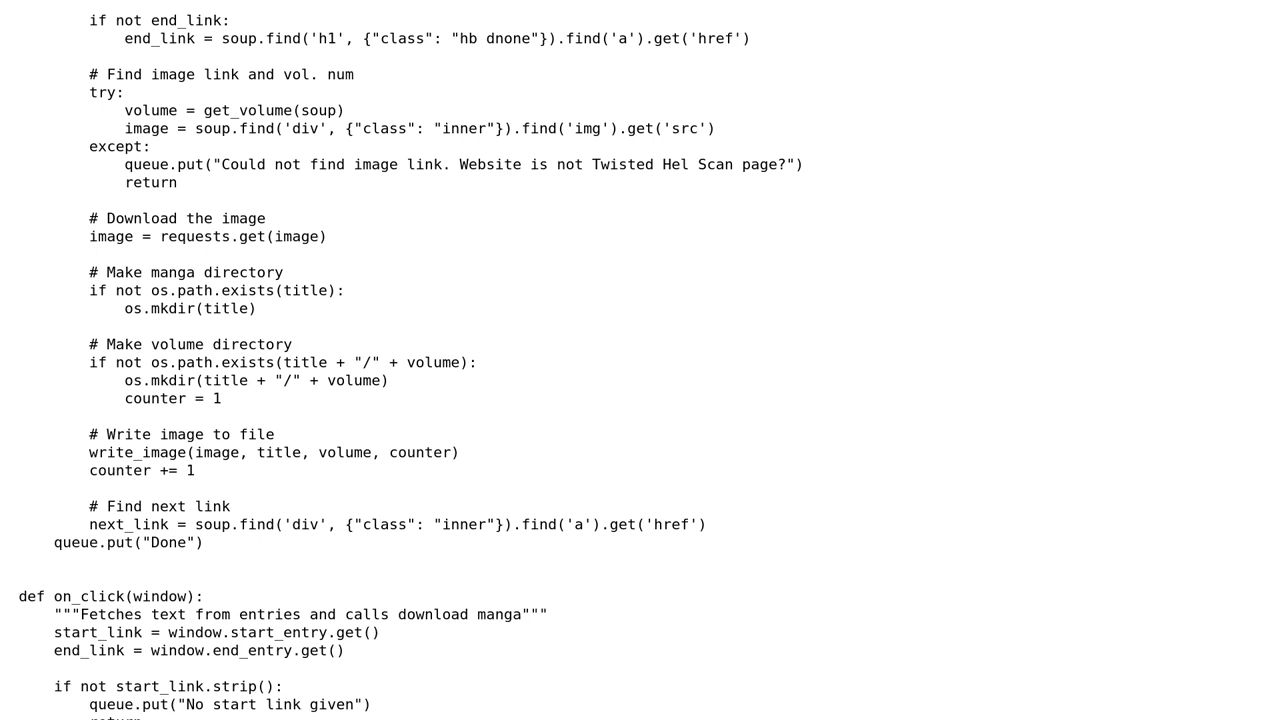 if not end_link:
            end_link = soup.find('h1', {"class": "hb dnone"}).find('a').get('href')

        # Find image link and vol. num
        try:
            volume = get_volume(soup)
            image = soup.find('div', {"class": "inner"}).find('img').get('src')
        except:
            queue.put("Could not find image link. Website is not Twisted Hel Scan page?")
            return

        # Download the image
        image = requests.get(image)

        # Make manga directory
        if not os.path.exists(title):
            os.mkdir(title)

        # Make volume directory
        if not os.path.exists(title + "/" + volume):
            os.mkdir(title + "/" + volume)
            counter = 1

        # Write image to file
        write_image(image, title, volume, counter)
        counter += 1

        # Find next link
        next_link = soup.find('div', {"class": "inner"}).find('a').get('href')
    queue.put("Done")


def on_click(window):
    """Fetches text from entries and calls download manga"""
    start_link = window.start_entry.get()
    end_link = window.end_entry.get()

    if not start_link.strip():
        queue.put("No start link given")
        return